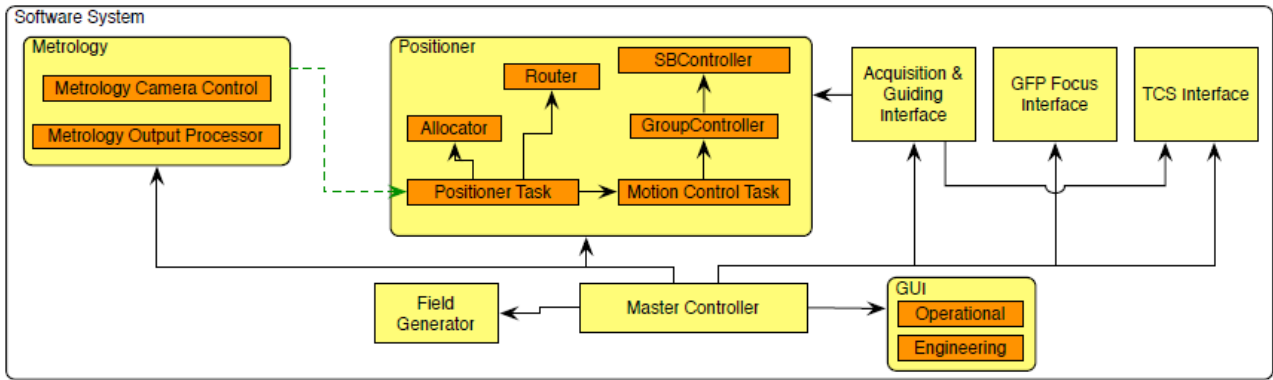 Software System
Metrology
Metrology Camera Control
Metrology Output Processor
Positioner
SBController
Router
Allocator
GroupController
Positioner Task
Motion Control Task
Acquisition &
Guiding
Interface
GFP Focus
Interface
TCS Interface
Field
Generator
Master Controller
GUI
Operational
Engineering